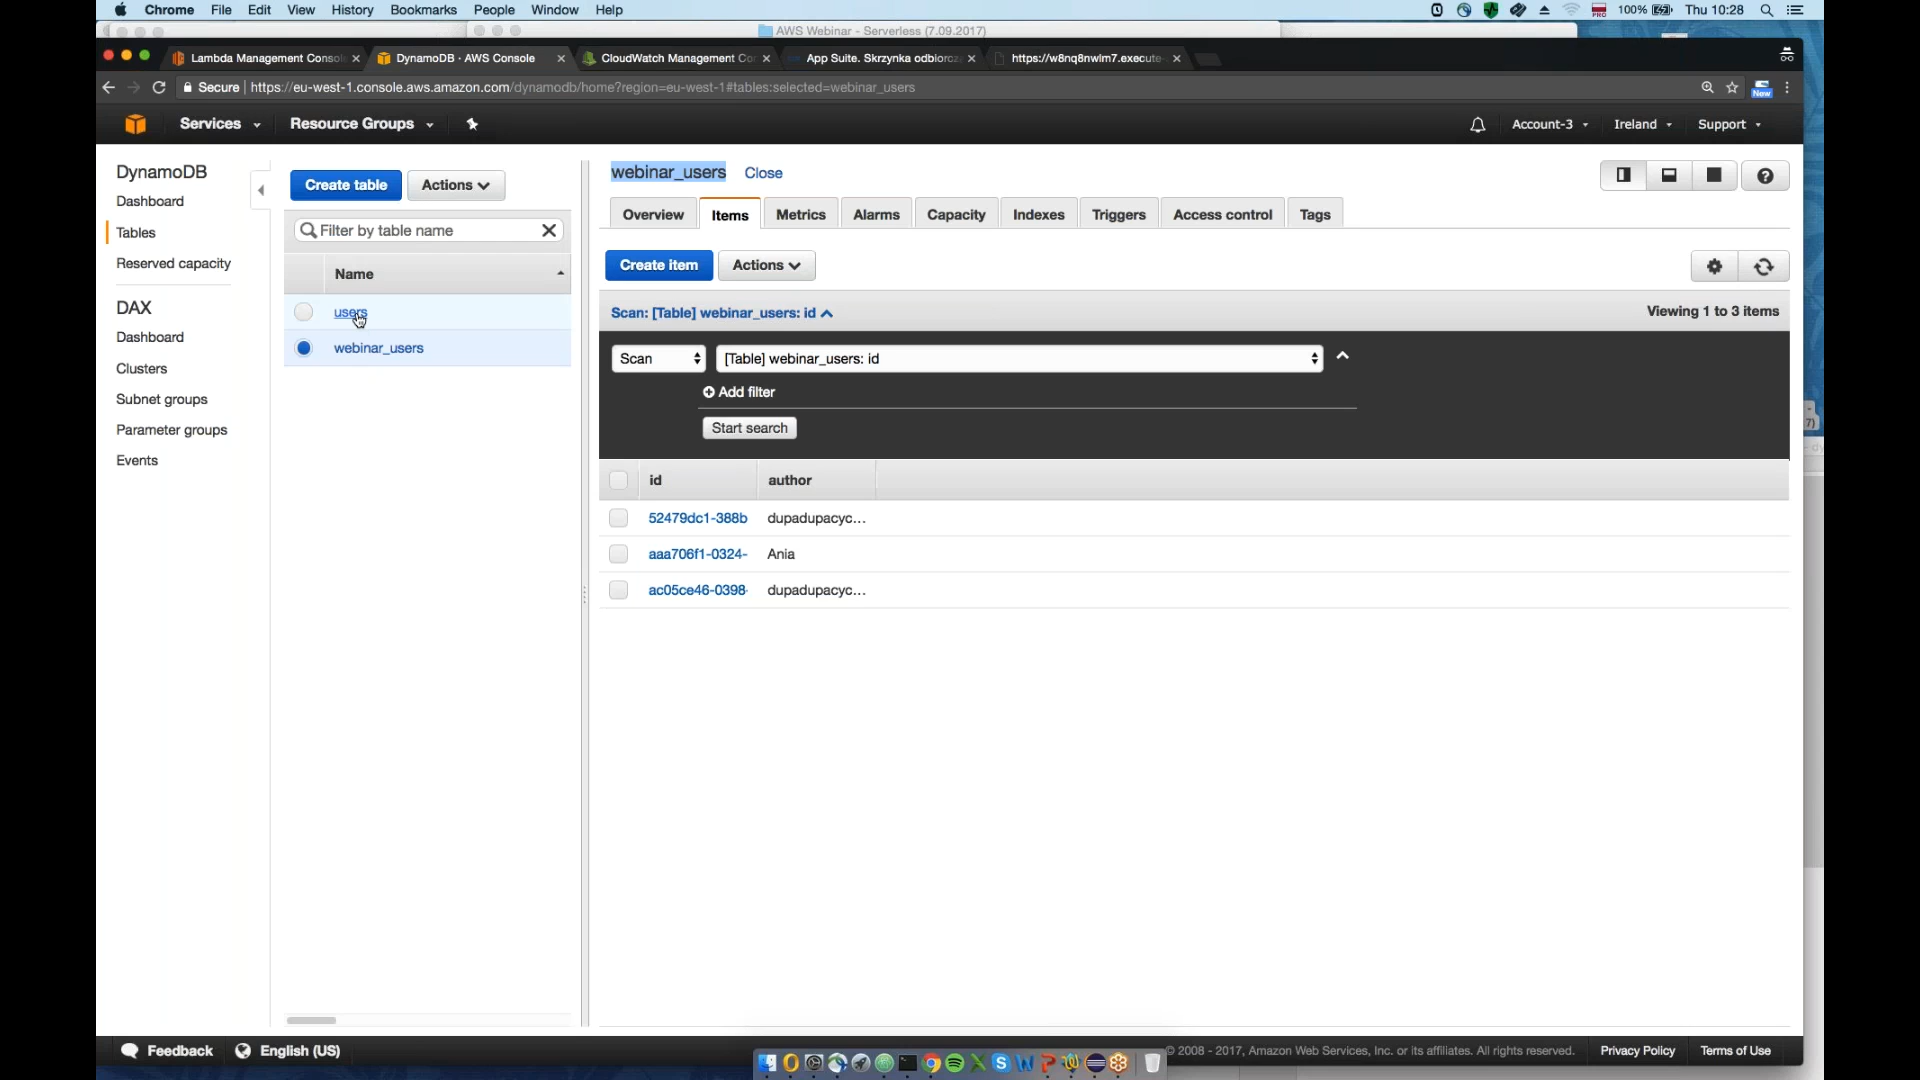 Chrome File Edit View History Bookmarks People Window Help 100% Thu 10:28
AWS Webinar - Serverless (7.09.2017)
Lambda Management Consol DynamoDB · AWS Console CloudWatch Management Co App Suite. Skrzynka odbiorcz https://w8nq8nwlm7.execute-
Secure https://eu-west-1.console.aws.amazon.com/dynamodb/home?region=eu-west-1#tables:selected=webinar_users New
Services Resource Groups Account-3 Ireland Support
DynamoDB
Dashboard
Tables
Reserved capacity
DAX
Dashboard
Clusters
Subnet groups
Parameter groups
Events
Create table Actions
Filter by table name
Name
users
webinar_users
webinar_users Close
Overview Items Metrics Alarms Capacity Indexes Triggers Access control Tags
Create item Actions
Scan: [Table] webinar_users: id Viewing 1 to 3 items
Scan [Table] webinar_users: id
Add filter
Start search
id author
52479dc1-388b dupadupacyc...
aaa706f1-0324- Ania
ac05ce46-0398- dupadupacyc...
Feedback English (US) © 2008 - 2017, Amazon Web Services, Inc. or its affiliates. All rights reserved. Privacy Policy Terms of Use